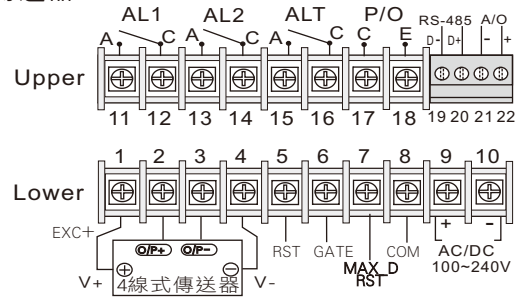 AL1 AL2 ALT P/O RS-485 A/O
A C A C A C C E D- D+ - +
Upper
11 12 13 14 15 16 17 18 19 20 21 22
1 2 3 4 5 6 7 8 9 10
Lower
EXC+ O/P+ O/P- RST GATE MAX_D RST COM + -
AC/DC
100~240V
V+ 4線式傳送器 V-